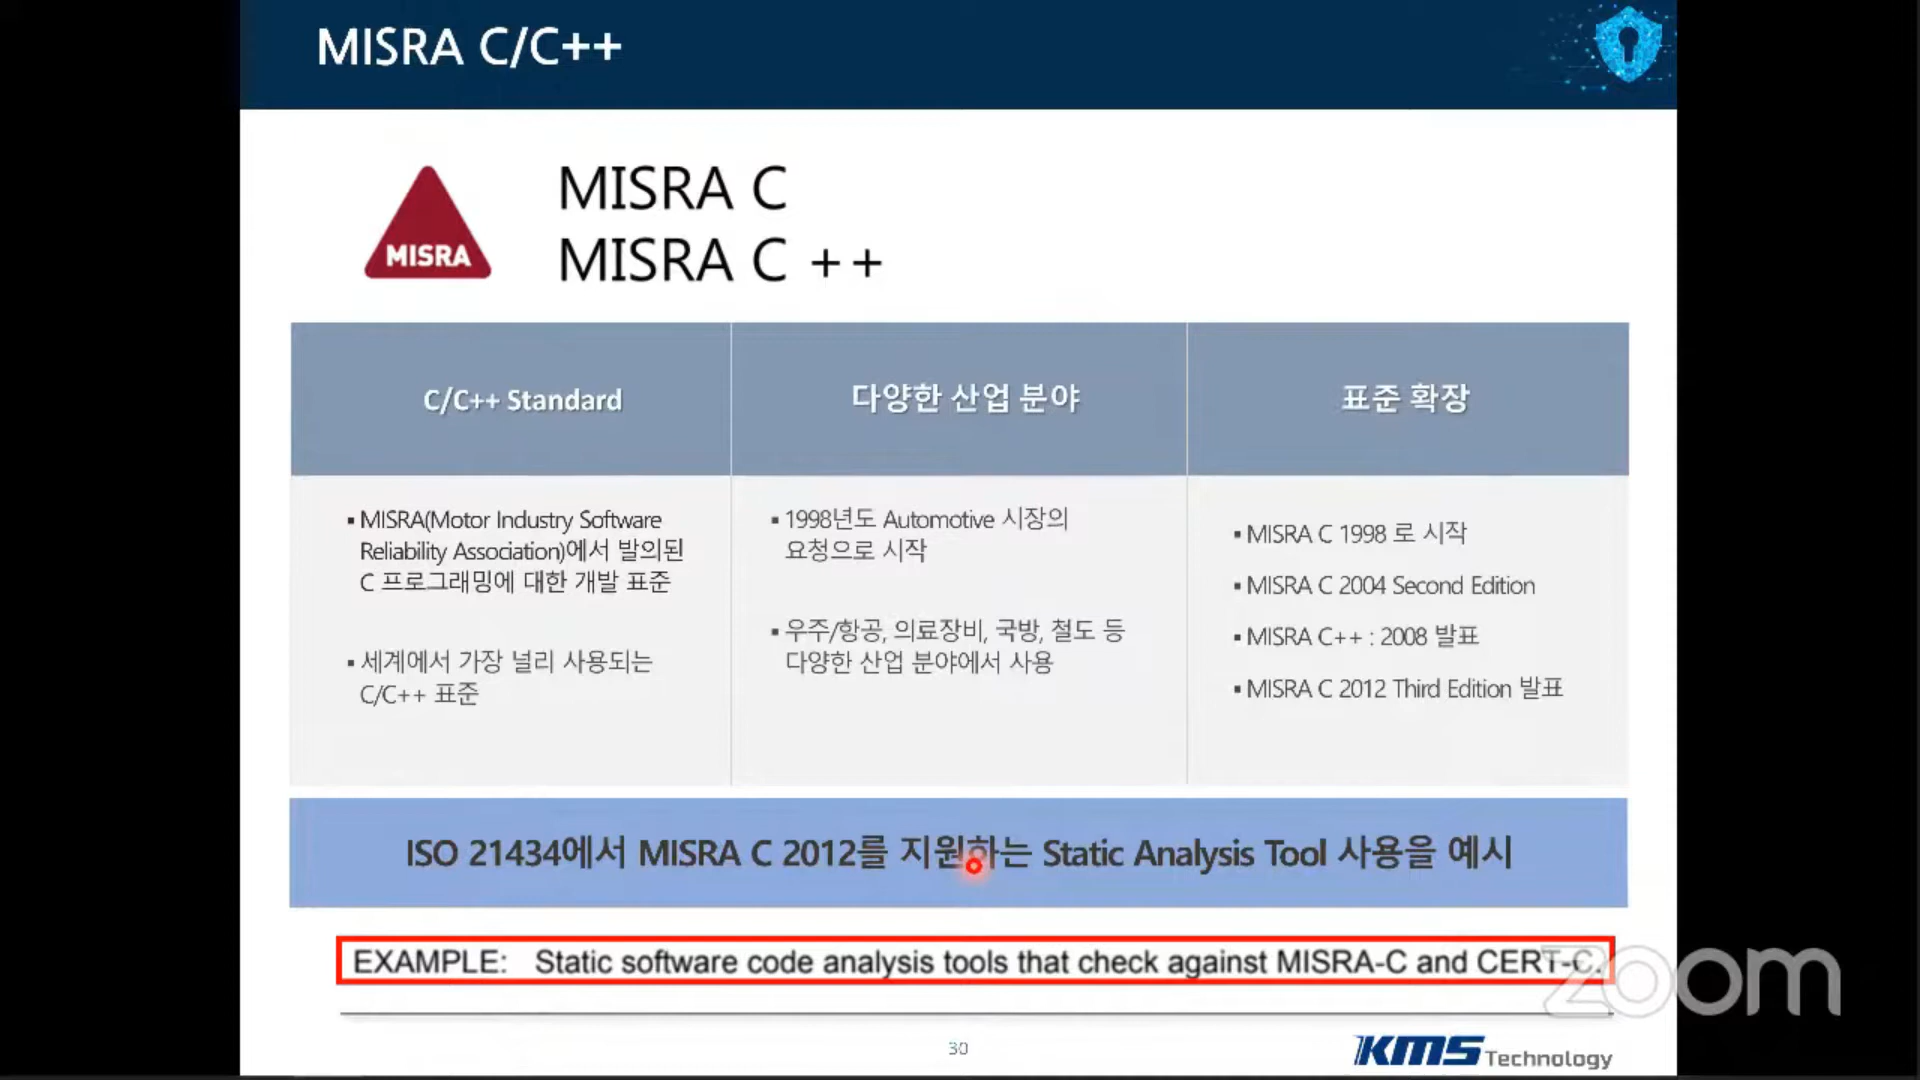 MISRA C/C++
MISRA
MISRA C
MISRA C ++
C/C++ Standard
다양한 산업 분야
표준 확장
▪ MISRA(Motor Industry Software
Reliability Association)에서 발의된
C 프로그래밍에 대한 개발 표준
▪ 세계에서 가장 널리 사용되는
C/C++ 표준
▪ 1998년도 Automotive 시장의
요청으로 시작
▪ 우주/항공, 의료장비, 국방, 철도 등
다양한 산업 분야에서 사용
▪ MISRA C 1998 로 시작
▪ MISRA C 2004 Second Edition
▪ MISRA C++ : 2008 발표
▪ MISRA C 2012 Third Edition 발표
ISO 21434에서 MISRA C 2012를 지원하는 Static Analysis Tool 사용을 예시
EXAMPLE: Static software code analysis tools that check against MISRA-C and CERT-C.
zoom
30
KMS Technology